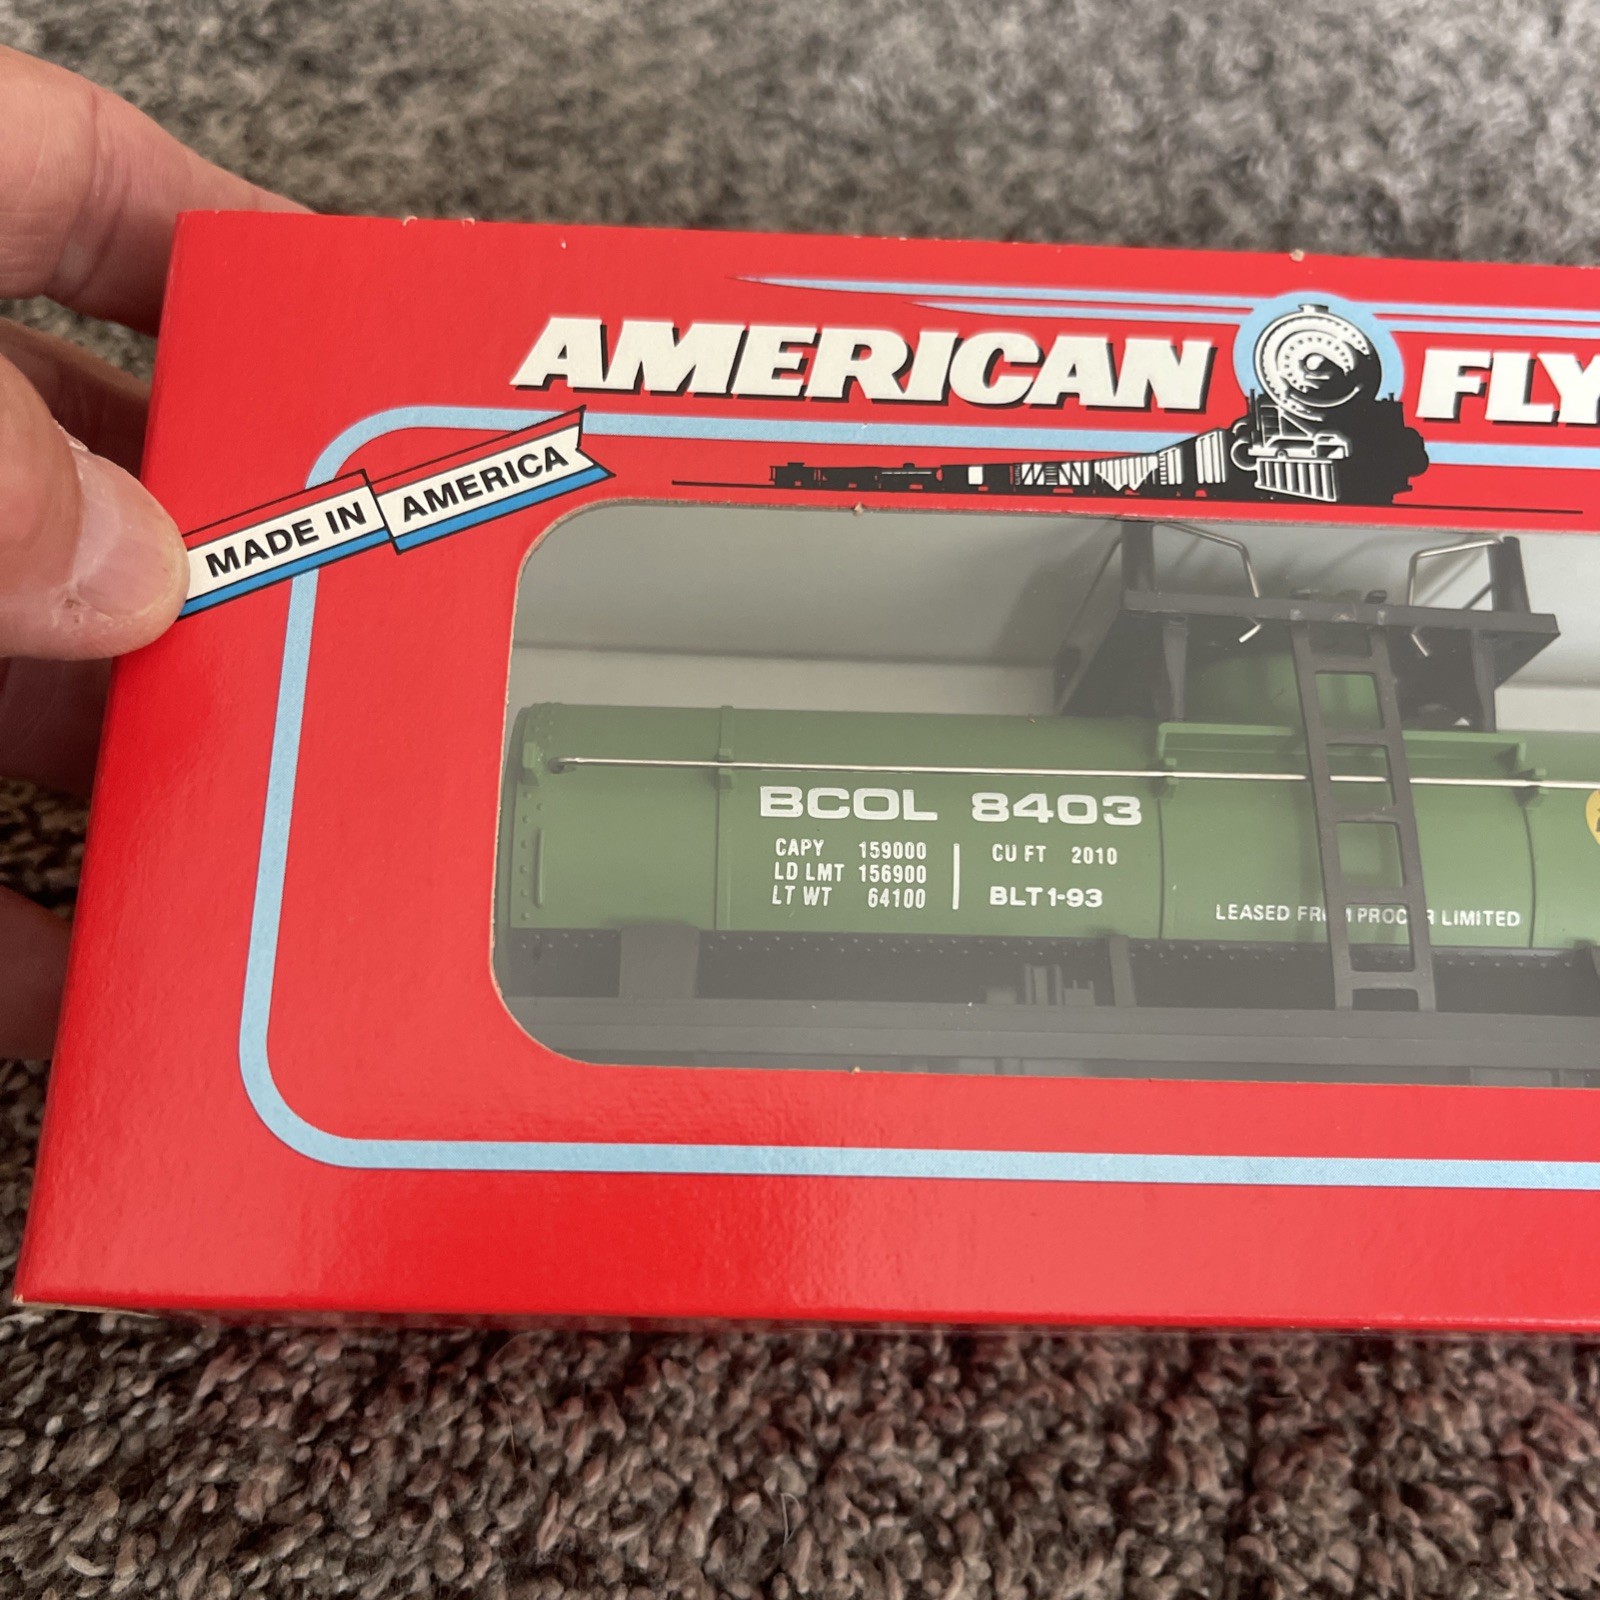 AMERICAN FLY
MADE IN AMERICA
BCOL 8403
CAPY 159000
LD LMT 156900
LT WT 64100
CU FT 2010
BLT 1-93
LEASED LIMITED